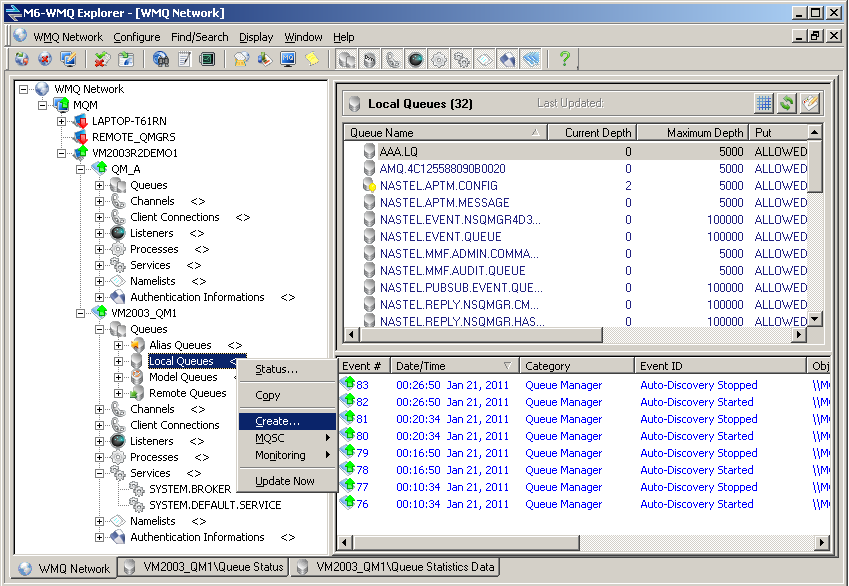 M6-WMQ Explorer - [WMQ Network]
WMQ Network Configure Find/Search Display Window Help
WMQ Network
MQM
LAPTOP-T61RN
REMOTE_QMGRS
VM2003R2DEMO1
QM_A
Queues
Channels <>
Client Connections <>
Listeners <>
Processes <>
Services <>
Namelists <>
Authentication Informations <>
VM2003_QM1
Queues
Alias Queues <>
Local Queues <
Model Queues <
Remote Queues
Channels <>
Client Connections
Listeners <>
Processes <>
Services <>
SYSTEM.BROKER
SYSTEM.DEFAULT.SERVICE
Namelists <>
Authentication Informations <>
Status...
Copy
Create...
MQSC
Monitoring
Update Now
Local Queues (32) Last Updated:
Queue Name Current Depth Maximum Depth Put
AAA.LQ 0 5000 ALLOWED
AMQ.4C125588090B0020 0 5000 ALLOWED
NASTEL.APTM.CONFIG 2 5000 ALLOWED
NASTEL.APTM.MESSAGE 0 5000 ALLOWED
NASTEL.EVENT.NSQMGR4D3... 0 100000 ALLOWED
NASTEL.EVENT.QUEUE 0 100000 ALLOWED
NASTEL.MMF.ADMIN.COMMA... 0 5000 ALLOWED
NASTEL.MMF.AUDIT.QUEUE 0 5000 ALLOWED
NASTEL.PUBSUB.EVENT.QUE... 0 100000 ALLOWED
NASTEL.REPLY.NSQMGR.CM... 0 100000 ALLOWED
NASTEL.REPLY.NSQMGR.HAS... 0 100000 ALLOWED
Event # Date/Time Category Event ID Obj
83 00:26:50 Jan 21, 2011 Queue Manager Auto-Discovery Stopped \\M
82 00:26:50 Jan 21, 2011 Queue Manager Auto-Discovery Started \\M
81 00:20:34 Jan 21, 2011 Queue Manager Auto-Discovery Stopped \\M
80 00:20:34 Jan 21, 2011 Queue Manager Auto-Discovery Started \\M
79 00:16:50 Jan 21, 2011 Queue Manager Auto-Discovery Stopped \\M
78 00:16:50 Jan 21, 2011 Queue Manager Auto-Discovery Started \\M
77 00:10:34 Jan 21, 2011 Queue Manager Auto-Discovery Stopped \\M
76 00:10:34 Jan 21, 2011 Queue Manager Auto-Discovery Started \\M
WMQ Network VM2003_QM1\Queue Status VM2003_QM1\Queue Statistics Data